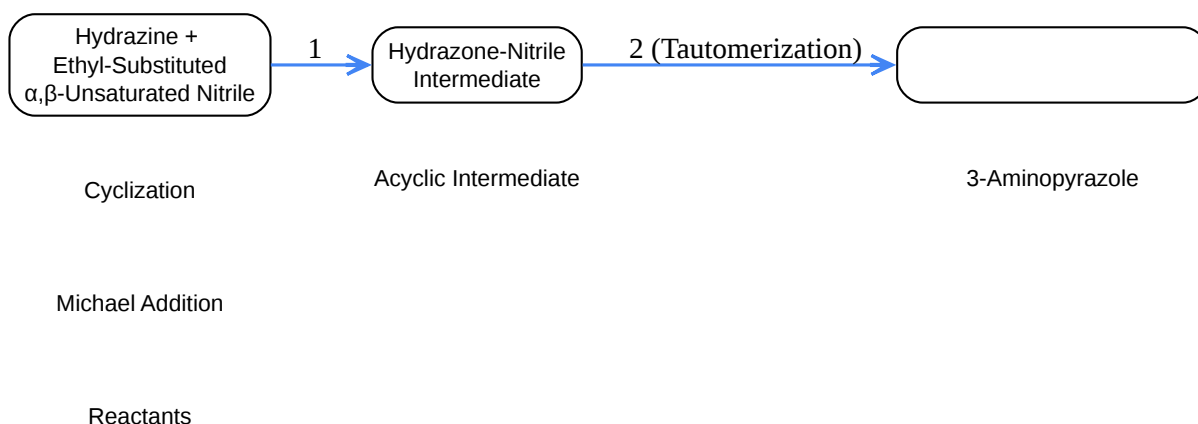 Hydrazine +
Ethyl-Substituted
α,β-Unsaturated Nitrile
1
Hydrazone-Nitrile
Intermediate
2 (Tautomerization)
Cyclization
Acyclic Intermediate
3-Aminopyrazole
Michael Addition
Reactants